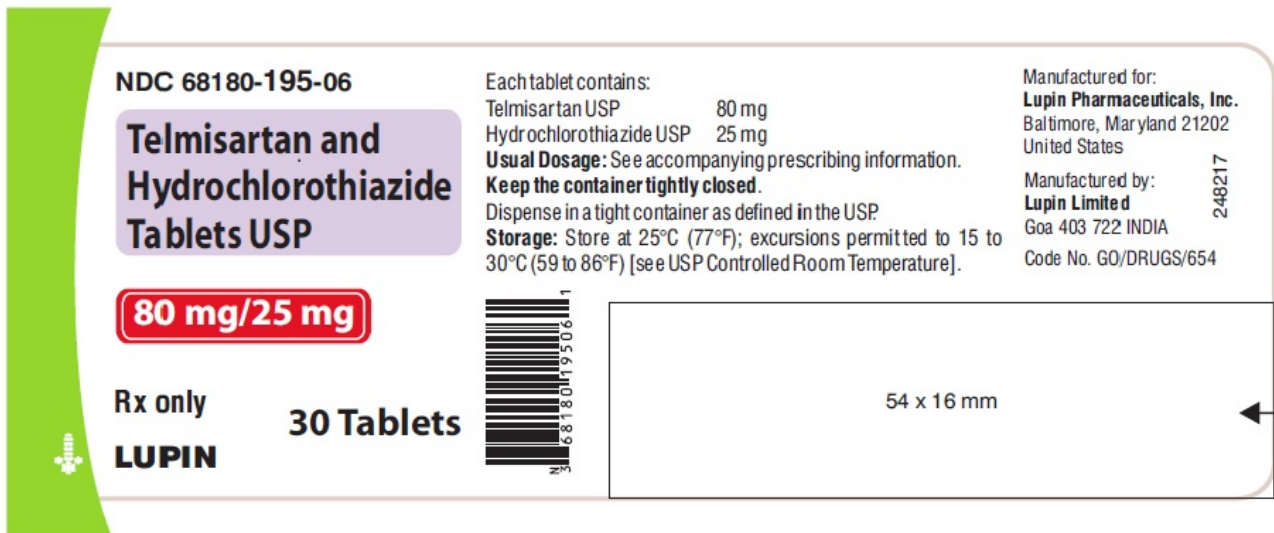 NDC 68180-195-06
Telmisartan and
Hydrochlorothiazide
Tablets USP
80 mg/25 mg
Rx only
30 Tablets
LUPIN
Each tablet contains:
Telmisartan USP 80 mg
Hydrochlorothiazide USP 25 mg
Usual Dosage: See accompanying prescribing information.
Keep the container tightly closed.
Dispense in a tight container as defined in the USP.
Storage: Store at 25°C (77°F); excursions permitted to 15 to
30°C (59 to 86°F) [see USP Controlled Room Temperature].
N
3 68180 19506 1
Manufactured for:
Lupin Pharmaceuticals, Inc.
Baltimore, Maryland 21202
United States
Manufactured by:
Lupin Limited
Goa 403 722 INDIA
Code No. GO/DRUGS/654
248217
54 x 16 mm